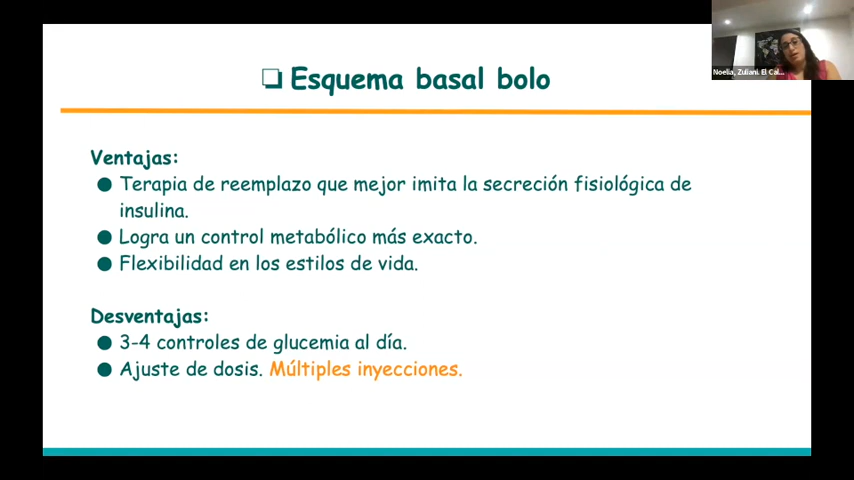 Noelia, Zuliani. El Cal...
❏ Esquema basal bolo
Ventajas:
● Terapia de reemplazo que mejor imita la secreción fisiológica de
insulina.
● Logra un control metabólico más exacto.
● Flexibilidad en los estilos de vida.
Desventajas:
● 3-4 controles de glucemia al día.
● Ajuste de dosis. Múltiples inyecciones.